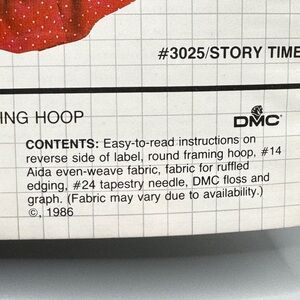 #3025/STORY TIME
ING HOOP
DMC
CONTENTS: Easy-to-read instructions on
reverse side of label, round framing hoop, #14
Aida even-weave fabric, fabric for ruffled
edging, #24 tapestry needle, DMC floss and
graph. (Fabric may vary due to availability.)
©, 1986